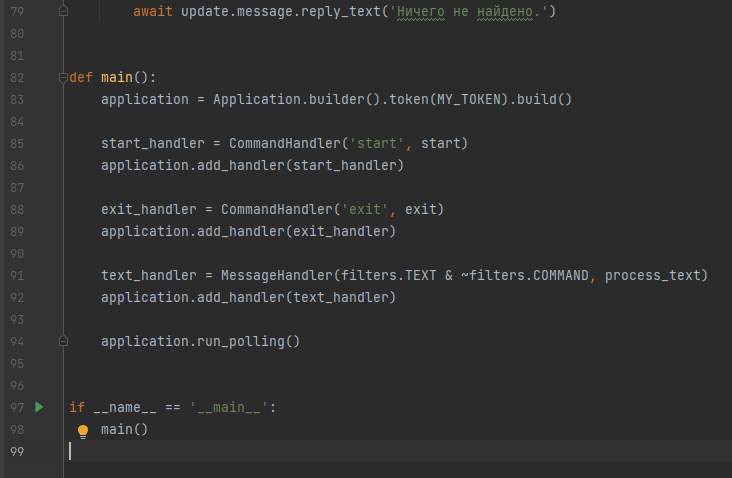 79 await update.message.reply_text('Ничего не найдено.')
80
81
82 def main():
83 application = Application.builder().token(MY_TOKEN).build()
84
85 start_handler = CommandHandler('start', start)
86 application.add_handler(start_handler)
87
88 exit_handler = CommandHandler('exit', exit)
89 application.add_handler(exit_handler)
90
91 text_handler = MessageHandler(filters.TEXT & ~filters.COMMAND, process_text)
92 application.add_handler(text_handler)
93
94 application.run_polling()
95
96
97 if __name__ == '__main__':
98 main()
99